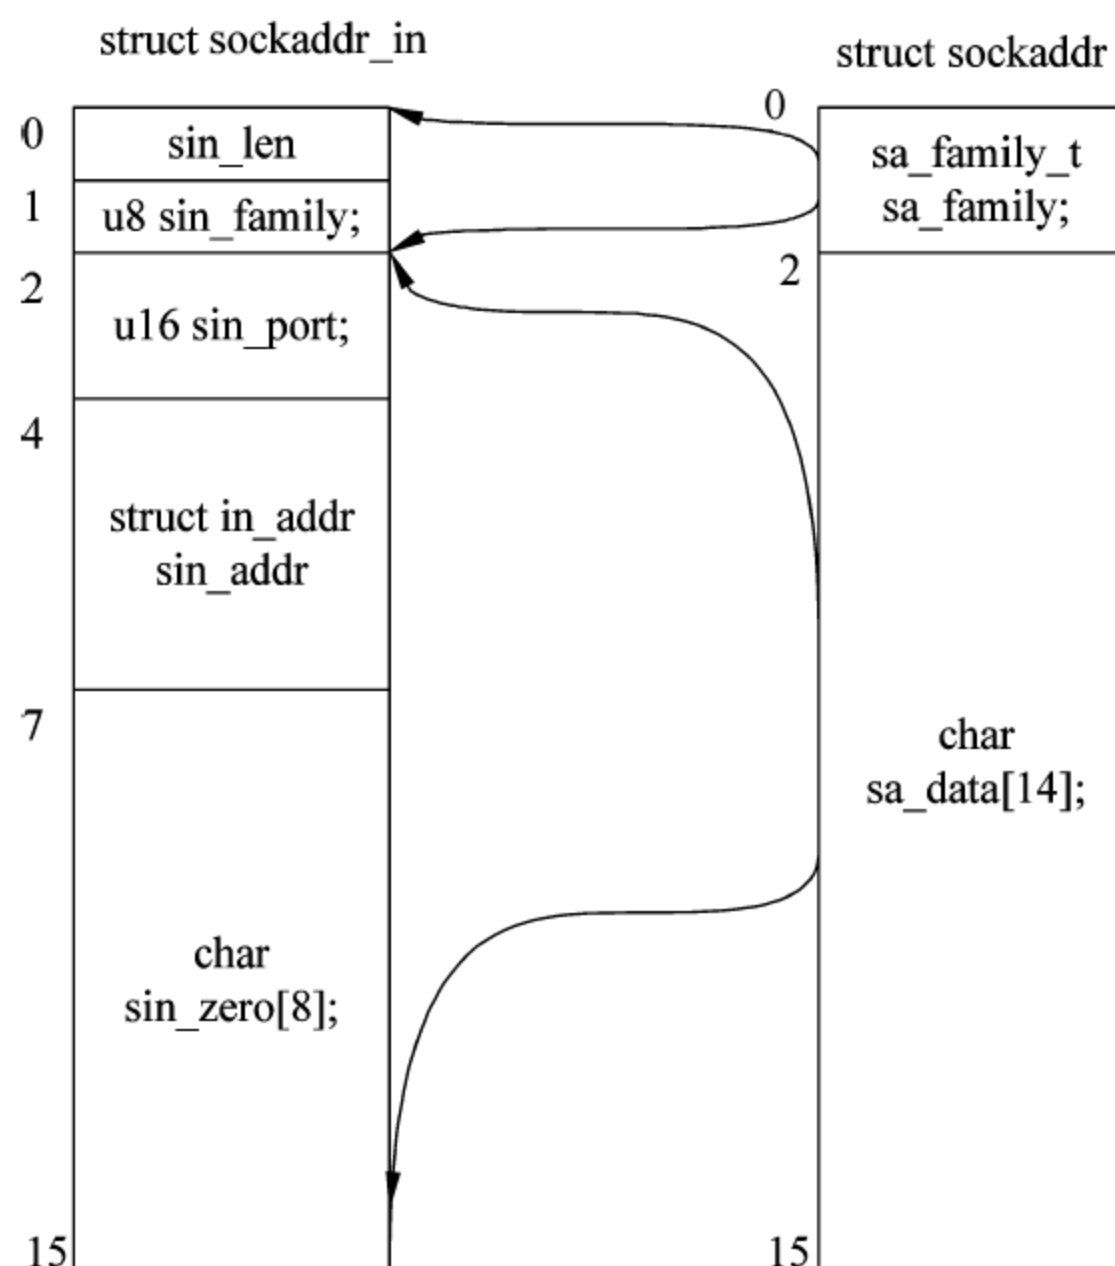 struct sockaddr_in
0
sin_len
1
u8 sin_family;
2
u16 sin_port;
4
struct in_addr
sin_addr
7
char
sin_zero[8];
15
struct sockaddr
0
sa_family_t
sa_family;
2
char
sa_data[14];
15